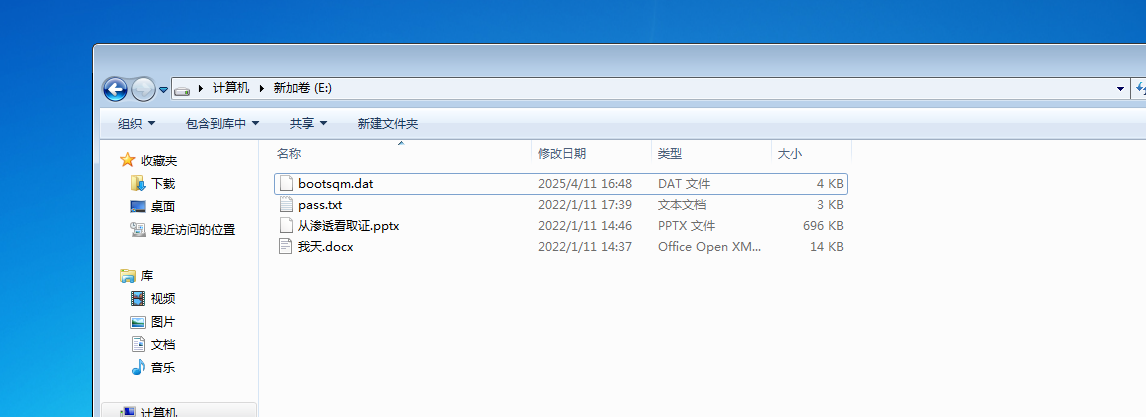 计算机 新加卷 (E:)
组织 包含到库中 共享 新建文件夹
收藏夹
下载
桌面
最近访问的位置
库
视频
图片
文档
音乐
计算机
名称 修改日期 类型 大小
bootsqm.dat 2025/4/11 16:48 DAT 文件 4 KB
pass.txt 2022/1/11 17:39 文本文档 3 KB
从渗透看取证.pptx 2022/1/11 14:46 PPTX 文件 696 KB
我天.docx 2022/1/11 14:37 Office Open XM... 14 KB